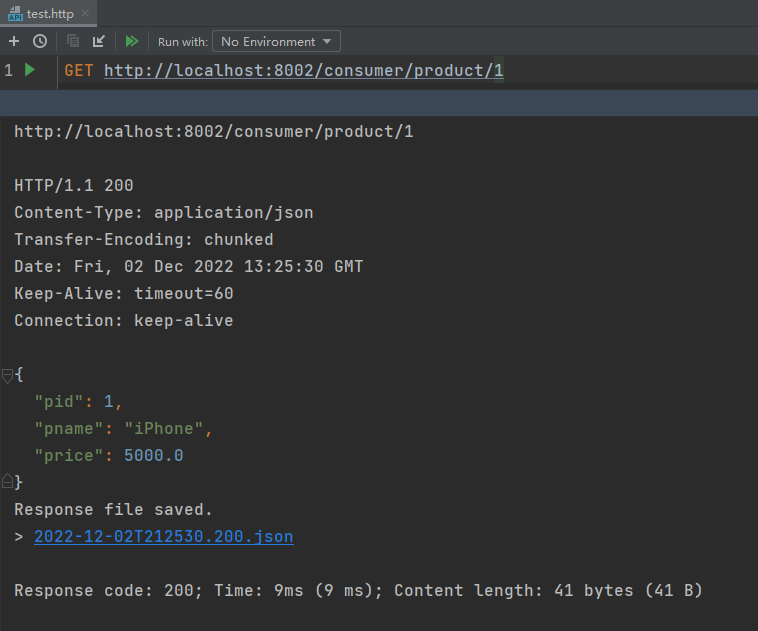 API test.http
Run with: No Environment
1 GET http://localhost:8002/consumer/product/1
http://localhost:8002/consumer/product/1
HTTP/1.1 200
Content-Type: application/json
Transfer-Encoding: chunked
Date: Fri, 02 Dec 2022 13:25:30 GMT
Keep-Alive: timeout=60
Connection: keep-alive
{
  "pid": 1,
  "pname": "iPhone",
  "price": 5000.0
}
Response file saved.
> 2022-12-02T212530.200.json
Response code: 200; Time: 9ms (9 ms); Content length: 41 bytes (41 B)